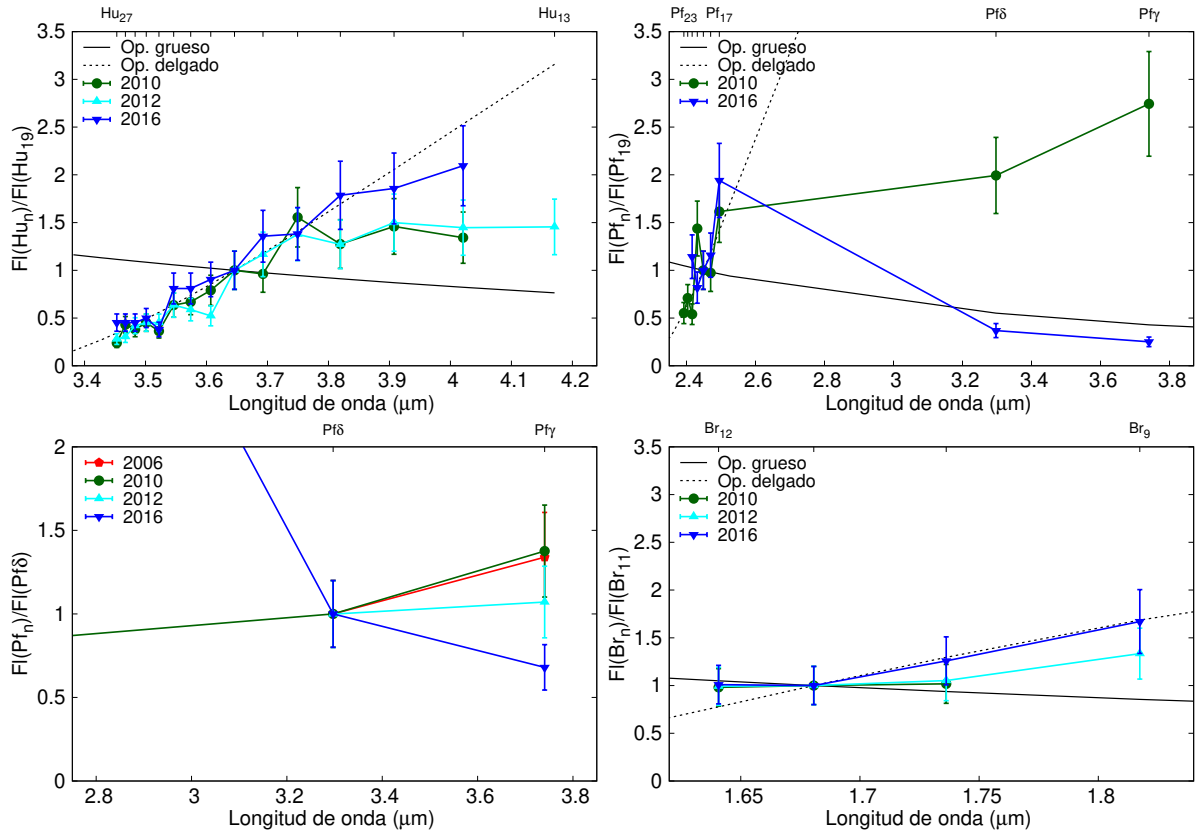 Hu27 Hu13
3.5
3
2.5
2
1.5
1
0.5
0
Fl(Hun)/Fl(Hu19)
Op. grueso
Op. delgado
2010
2012
2016
3.4 3.5 3.6 3.7 3.8 3.9 4 4.1 4.2
Longitud de onda (μm)
Pf23 Pf17 Pfδ Pfγ
3.5
3
2.5
2
1.5
1
0.5
0
Fl(Pfn)/Fl(Pf19)
Op. grueso
Op. delgado
2010
2016
2.4 2.6 2.8 3 3.2 3.4 3.6 3.8
Longitud de onda (μm)
Pfδ Pfγ
2
1.5
1
0.5
0
Fl(Pfn)/Fl(Pfδ)
2006
2010
2012
2016
2.8 3 3.2 3.4 3.6 3.8
Longitud de onda (μm)
Br12 Br9
3.5
3
2.5
2
1.5
1
0.5
0
Fl(Brn)/Fl(Br11)
Op. grueso
Op. delgado
2010
2012
2016
1.65 1.7 1.75 1.8
Longitud de onda (μm)